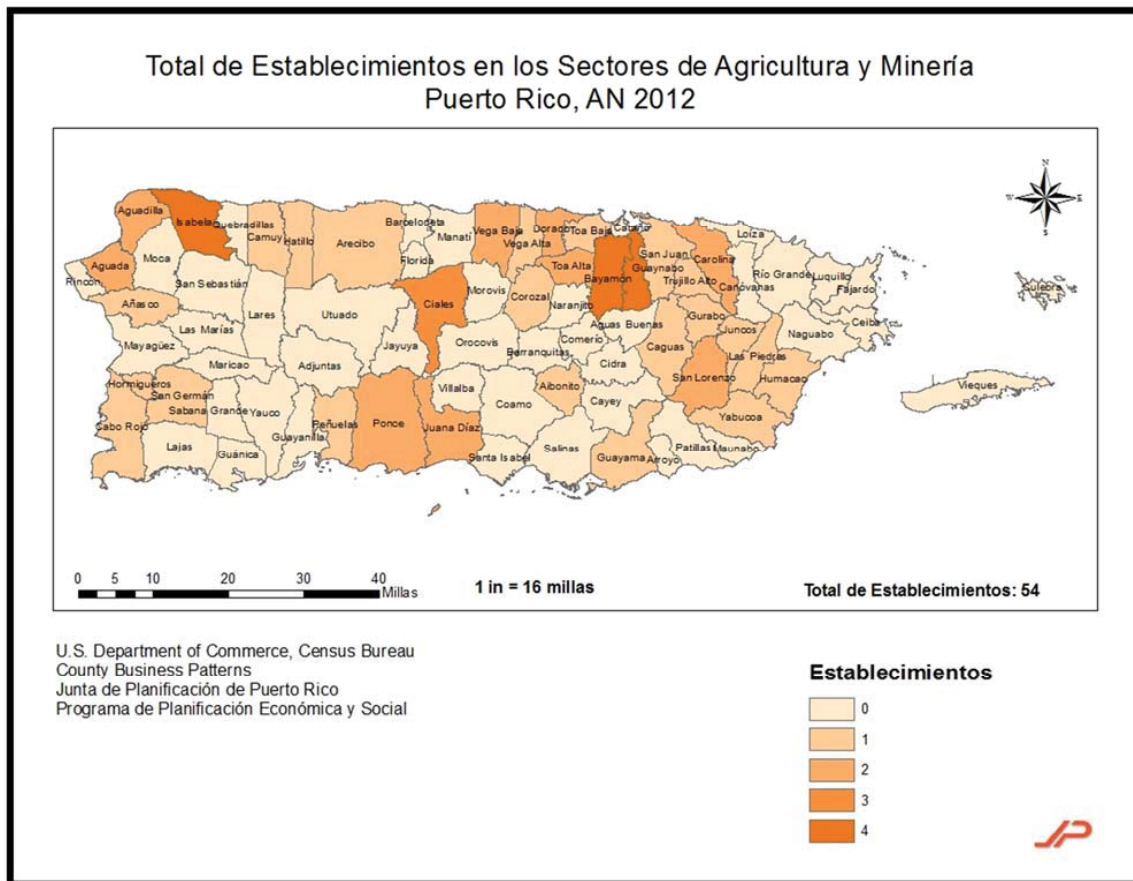 Total de Establecimientos en los Sectores de Agricultura y Minería
Puerto Rico, AN 2012
N
W
E
S
Aguadilla
Isabela
Quebradillas
Camuy
Hatillo
Arecibo
Barceloneta
Manatí
Vega Baja
Vega Alta
Dorado
Toa Baja
Cataño
San Juan
Carolina
Loiza
Moca
Florida
Toa Alta
Bayamón
Guaynabo
Trujillo Alto
Canóvanas
Río Grande
Luquillo
Fajardo
Culebra
Aguada
Rincón
San Sebastián
Añasco
Ciales
Morovis
Corozal
Naranjito
Gurabo
Ceiba
Las Marías
Lares
Utuado
Aguas Buenas
Juncos
Naguabo
Mayagüez
Jayuya
Orocovis
Barranquitas
Comerío
Caguas
Las Piedras
Maricao
Adjuntas
Cidra
San Lorenzo
Humacao
Hormigueros
San Germán
Villalba
Aibonito
Vieques
Sabana Grande
Yauco
Coamo
Cayey
Cabo Rojo
Peñuelas
Ponce
Juana Díaz
Yabucoa
Lajas
Guánica
Guayanilla
Santa Isabel
Salinas
Guayama
Arroyo
Patillas
Maunabo
0 5 10 20 30 40
Millas
1 in = 16 millas
Total de Establecimientos: 54
U.S. Department of Commerce, Census Bureau
County Business Patterns
Junta de Planificación de Puerto Rico
Programa de Planificación Económica y Social
Establecimientos
0
1
2
3
4
JP